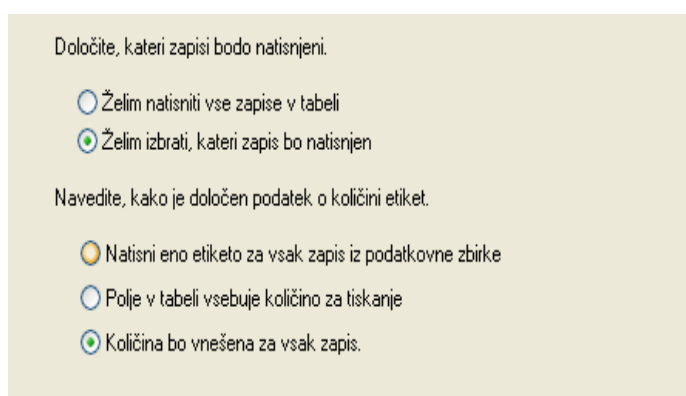 Določite, kateri zapisi bodo natisnjeni.
Želim natisniti vse zapise v tabeli
Želim izbrati, kateri zapis bo natisnjen
Navedite, kako je določen podatek o količini etiket.
Natisni eno etiketo za vsak zapis iz podatkovne zbirke
Polje v tabeli vsebuje količino za tiskanje
Količina bo vnešena za vsak zapis.